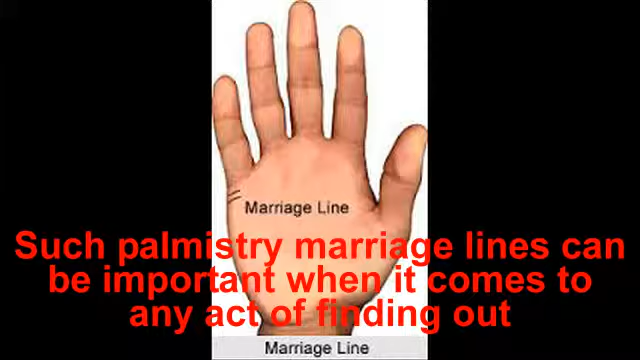 Marriage Line
Such palmistry marriage lines can
be important when it comes to
any act of finding out
Marriage Line